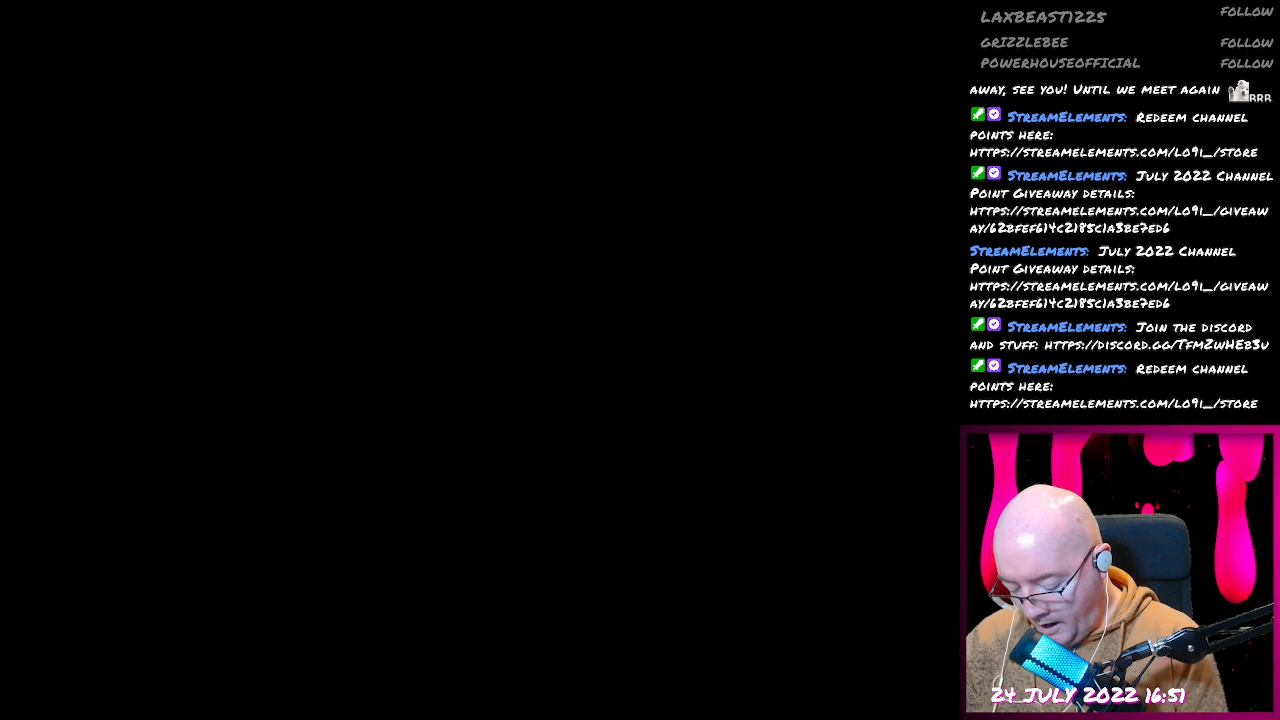 LAXBEAST1225 FOLLOW
GRIZZLEBEE FOLLOW
POWERHOUSEOFFICIAL FOLLOW
AWAY, SEE YOU! UNTIL WE MEET AGAIN BRB
STREAMELEMENTS: REDEEM CHANNEL
POINTS HERE:
HTTPS://STREAMELEMENTS.COM/LO9I_/STORE
STREAMELEMENTS: JULY 2022 CHANNEL
POINT GIVEAWAY DETAILS:
HTTPS://STREAMELEMENTS.COM/LO9I_/GIVEAW
AY/62BFEF614C2185C1A3BE7ED6
STREAMELEMENTS: JULY 2022 CHANNEL
POINT GIVEAWAY DETAILS:
HTTPS://STREAMELEMENTS.COM/LO9I_/GIVEAW
AY/62BFEF614C2185C1A3BE7ED6
STREAMELEMENTS: JOIN THE DISCORD
AND STUFF: HTTPS://DISCORD.GG/TFMZWHE83U
STREAMELEMENTS: REDEEM CHANNEL
POINTS HERE:
HTTPS://STREAMELEMENTS.COM/LO9I_/STORE
24 JULY 2022 16:51